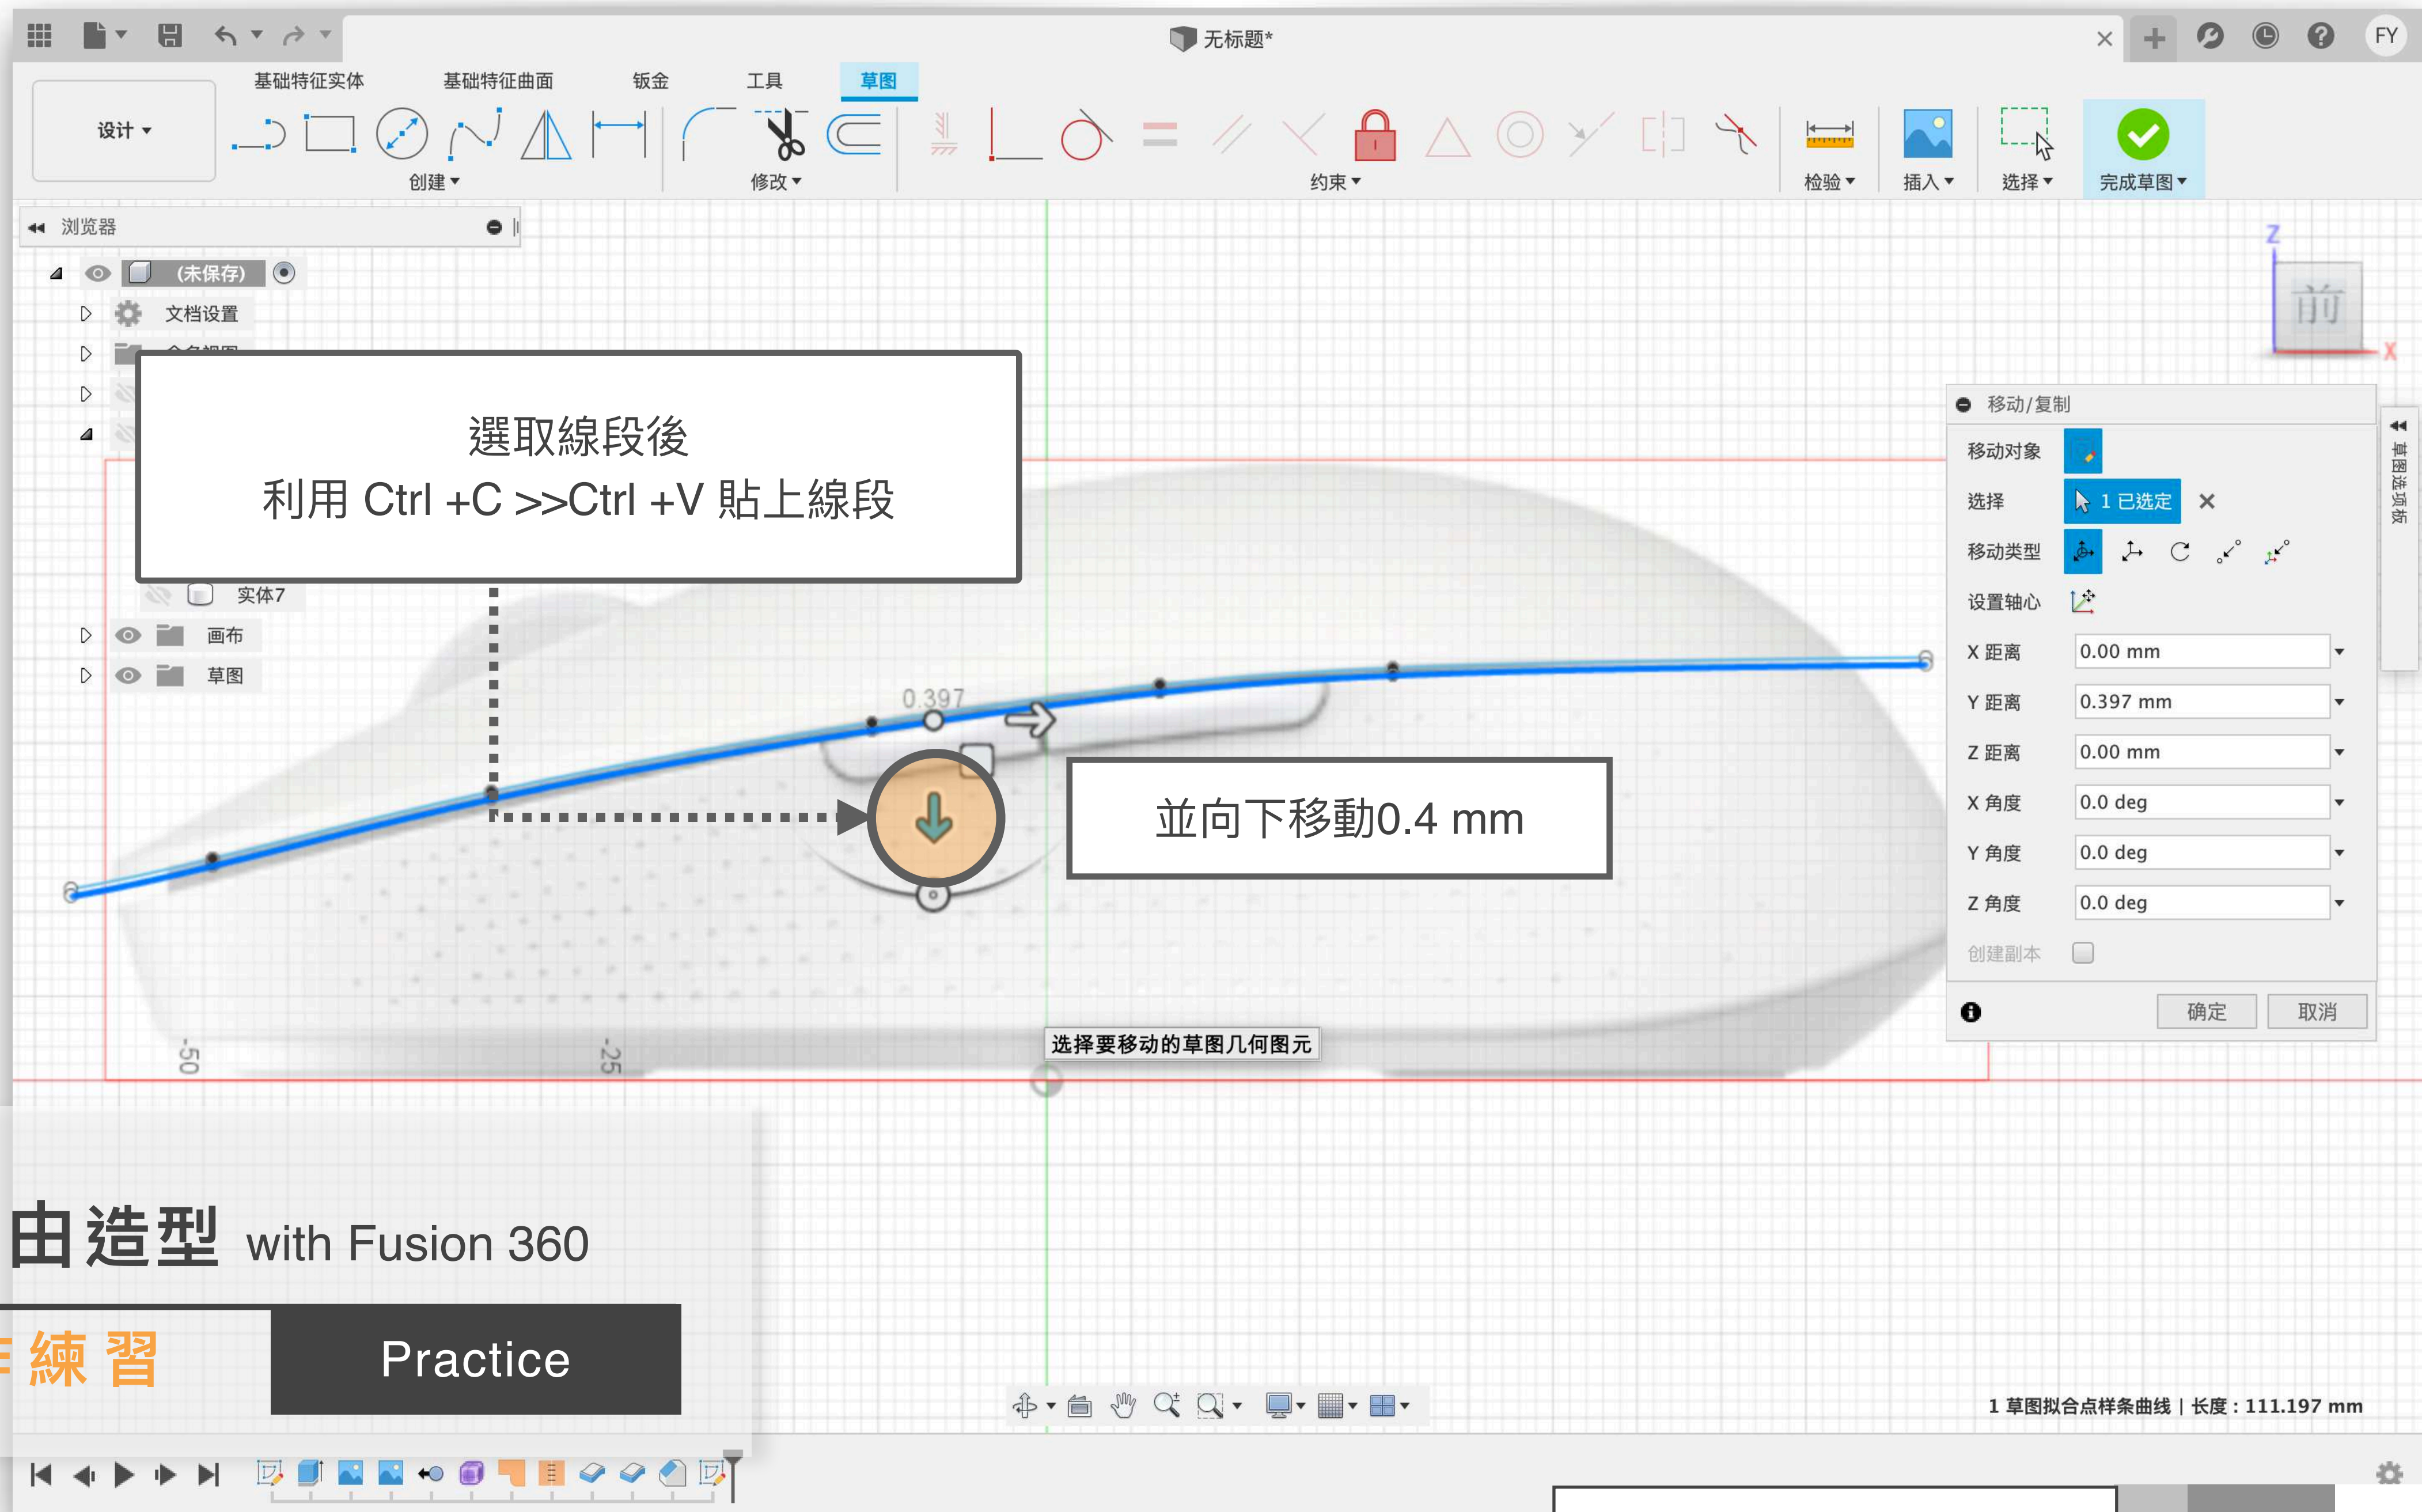 无标题*
FY
基础特征实体 基础特征曲面 钣金 工具 草图
设计
创建 修改 约束 检验 插入 选择 完成草图
浏览器
(未保存)
文档设置
選取線段後
利用 Ctrl +C >>Ctrl +V 貼上線段
实体7
画布
草图
Z
前
X
移动/复制
移动对象
选择 1 已选定
移动类型
设置轴心
X 距离 0.00 mm
Y 距离 0.397 mm
Z 距离 0.00 mm
X 角度 0.0 deg
Y 角度 0.0 deg
Z 角度 0.0 deg
创建副本
确定 取消
草图选项板
0.397
並向下移動0.4 mm
-50
-25
选择要移动的草图几何图元
由造型 with Fusion 360
練習 Practice
1 草图拟合点样条曲线 | 长度 : 111.197 mm